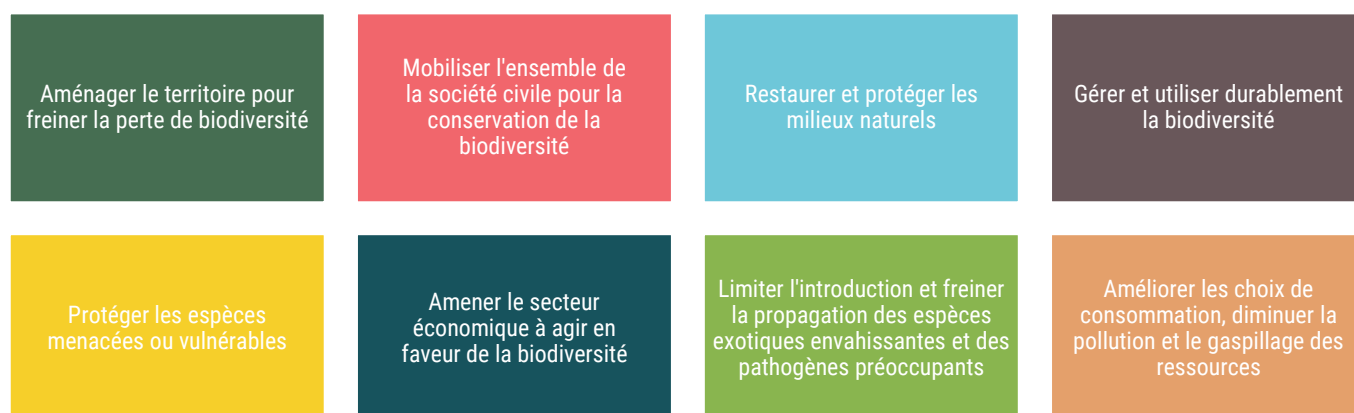 Aménager le territoire pour
freiner la perte de biodiversité
Mobiliser l'ensemble de
la société civile pour la
conservation de la
biodiversité
Restaurer et protéger les
milieux naturels
Gérer et utiliser durablement
la biodiversité
Protéger les espèces
menacées ou vulnérables
Amener le secteur
économique à agir en
faveur de la biodiversité
Limiter l'introduction et freiner
la propagation des espèces
exotiques envahissantes et des
pathogènes préoccupants
Améliorer les choix de
consommation, diminuer la
pollution et le gaspillage des
ressources